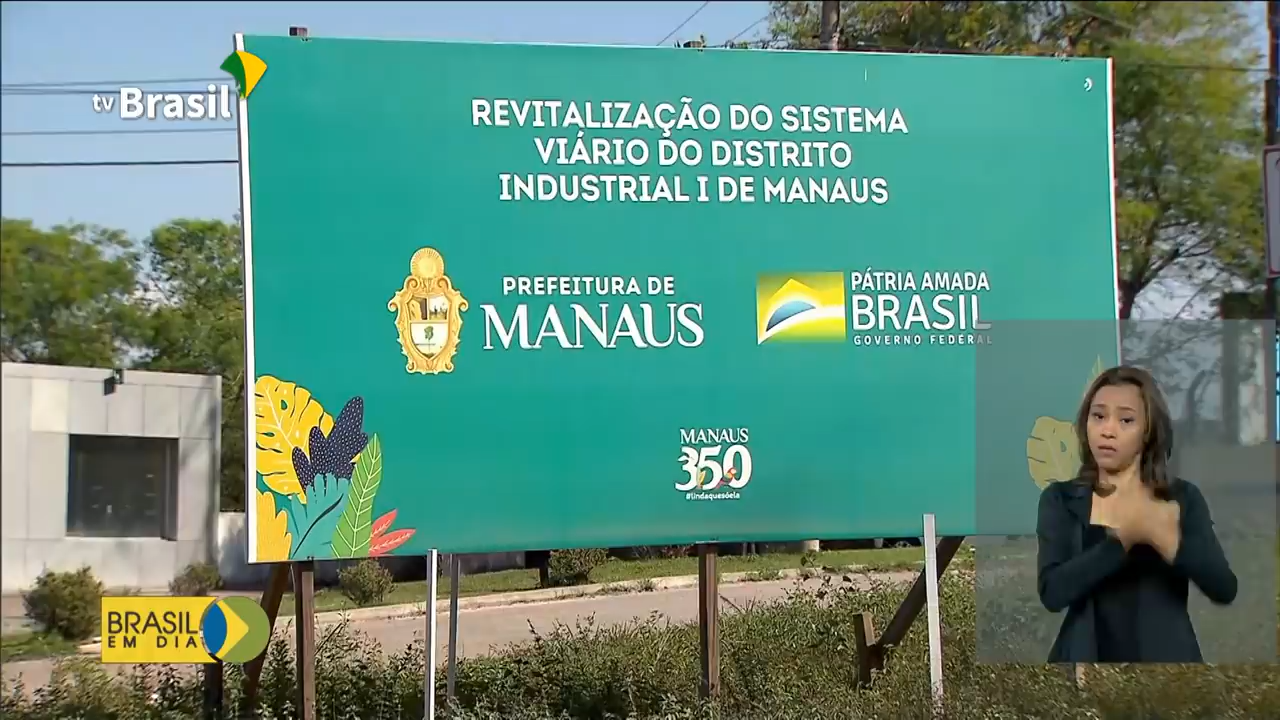 tv Brasil
REVITALIZAÇÃO DO SISTEMA
VIÁRIO DO DISTRITO
INDUSTRIAL I DE MANAUS
PREFEITURA DE
MANAUS
PÁTRIA AMADA
BRASIL
GOVERNO FEDERAL
MANAUS
350
#lindaquesóela
BRASIL
EM DIA